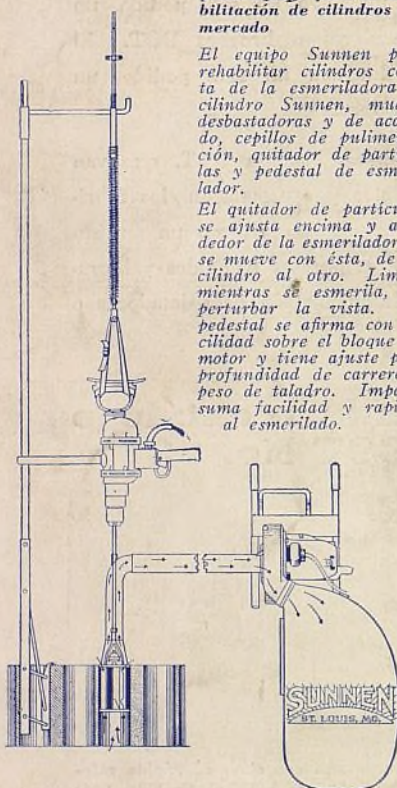 bilitación de cilindros
mercado
El equipo Sunnen p
rehabilitar cilindros co
ta de la esmeriladora
cilindro Sunnen, mue
desbastadoras y de aca
do, cepillos de pulime
ción, quitador de part
las y pedestal de esme
lador.
El quitador de partícu
se ajusta encima y a
dedor de la esmerilador
se mueve con ésta, de
cilindro al otro. Lim
mientras se esmerila,
perturbar la vista.
pedestal se afirma con
cilidad sobre el bloque
motor y tiene ajuste p
profundidad de carrer
peso de taladro. Impa
suma facilidad y rapi
al esmerilado.
SUNNEN
ST. LOUIS, MO.